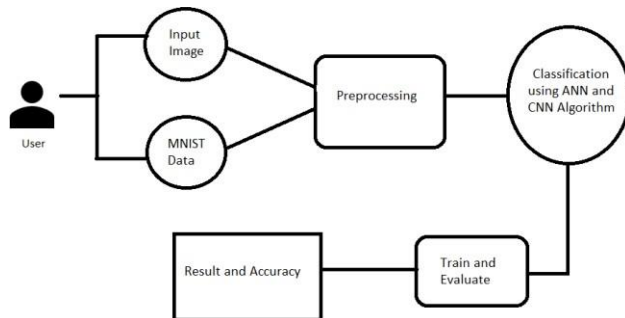 Input
Image
User
MNIST
Data
Preprocessing
Classification
using ANN and
CNN Algorithm
Train and
Evaluate
Result and Accuracy